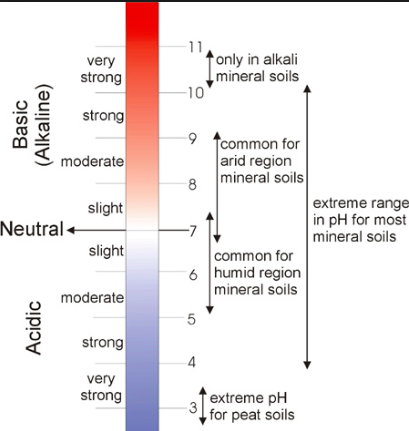 11
very
strong
only in alkali
mineral soils
10
Basic
(Alkaline)
strong
9
common for
arid region
mineral soils
moderate
8
slight
extreme range
in pH for most
mineral soils
Neutral
7
slight
common for
humid region
mineral soils
6
moderate
5
Acidic
strong
4
very
strong
3
extreme pH
for peat soils